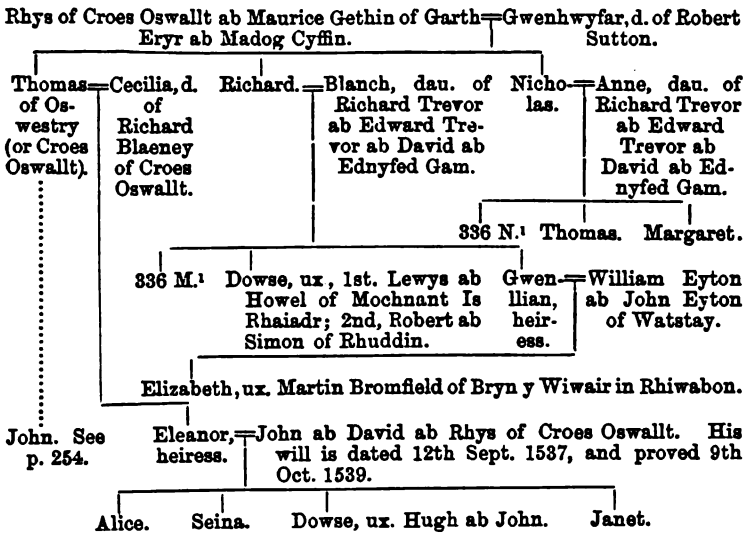 Rhys of Croes Oswallt ab Maurice Gethin of Garth Eryr ab Madog Cyffin.
Gwenhwyfar, d. of Robert Sutton.
Thomas of Os-
westry
(or Croes
Oswallt).
Cecilia, d.
of
Richard
Blaeney
of Croes
Oswallt.
Richard.
Blanch, dau. of
Richard Trevor
ab Edward Tre-
vor ab David ab
Ednyfed Gam.
Nicho-
las.
Anne, dau. of
Richard Trevor
ab Edward
Trevor ab
David ab Ed-
nyfed Gam.
336 N.¹ Thomas. Margaret.
336 M.¹
Dowse, ux, 1st. Lewys ab
Howel of Mochnant Is
Rhaiadr; 2nd, Robert ab
Simon of Rhuddin.
Gwen-
llian,
heir-
ess.
William Eyton
ab John Eyton
of Watstay.
Elizabeth, ux. Martin Bromfield of Bryn y Wiwair in Rhiwabon.
John. See
p. 254.
Eleanor,
heiress.
John ab David ab Rhys of Croes Oswallt. His
will is dated 12th Sept. 1537, and proved 9th
Oct. 1539.
Alice. Seina. Dowse, ux. Hugh ab John. Janet.